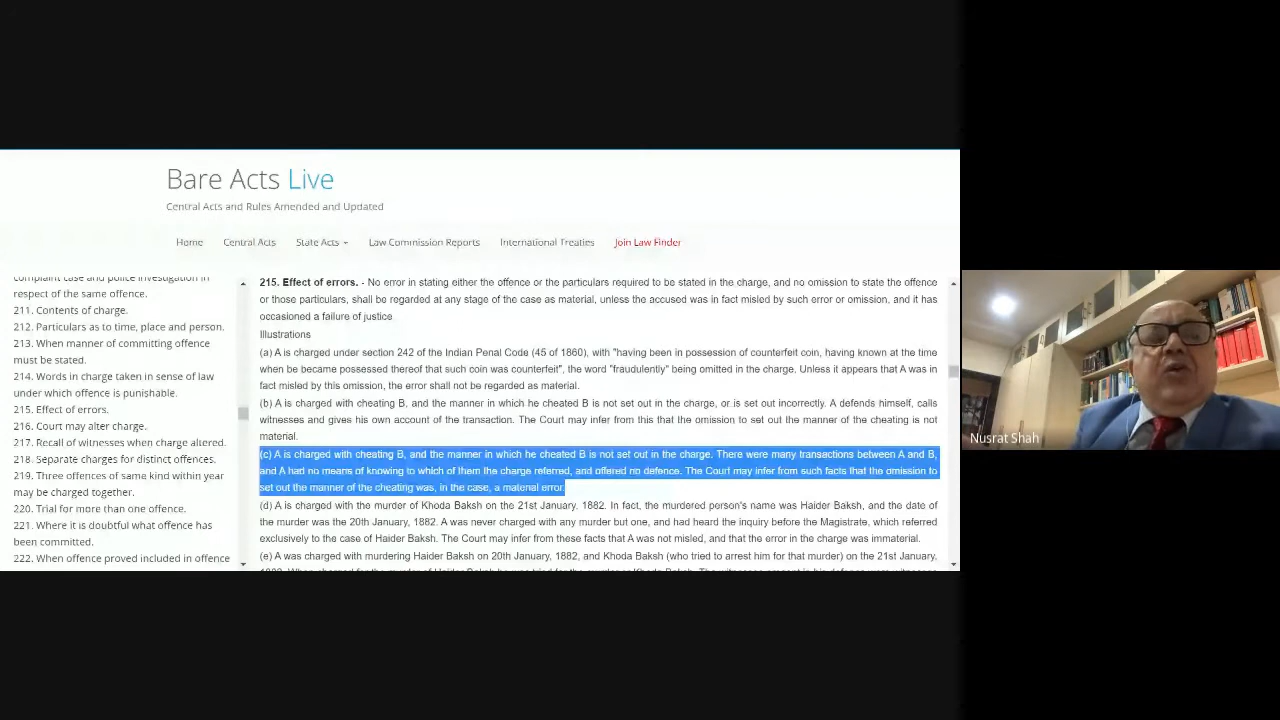 Bare Acts Live
Central Acts and Rules Amended and Updated
Home Central Acts State Acts Law Commission Reports International Treaties Join Law Finder
complaint case and police investigation in
respect of the same offence.
211. Contents of charge.
212. Particulars as to time, place and person.
213. When manner of committing offence
must be stated.
214. Words in charge taken in sense of law
under which offence is punishable.
215. Effect of errors.
216. Court may alter charge.
217. Recall of witnesses when charge altered.
218. Separate charges for distinct offences.
219. Three offences of same kind within year
may be charged together.
220. Trial for more than one offence.
221. Where it is doubtful what offence has
been committed.
222. When offence proved included in offence
215. Effect of errors. - No error in stating either the offence or the particulars required to be stated in the charge, and no omission to state the offence
or those particulars, shall be regarded at any stage of the case as material, unless the accused was in fact misled by such error or omission, and it has
occasioned a failure of justice
Illustrations
(a) A is charged under section 242 of the Indian Penal Code (45 of 1860), with "having been in possession of counterfeit coin, having known at the time
when be became possessed thereof that such coin was counterfeit", the word "fraudulently" being omitted in the charge. Unless it appears that A was in
fact misled by this omission, the error shall not be regarded as material.
(b) A is charged with cheating B, and the manner in which he cheated B is not set out in the charge, or is set out incorrectly. A defends himself, calls
witnesses and gives his own account of the transaction. The Court may infer from this that the omission to set out the manner of the cheating is not
material.
(c) A is charged with cheating B, and the manner in which he cheated B is not set out in the charge. There were many transactions between A and B,
and A had no means of knowing to which of them the charge referred, and offered no defence. The Court may infer from such facts that the omission to
set out the manner of the cheating was, in the case, a material error.
(d) A is charged with the murder of Khoda Baksh on the 21st January, 1882. In fact, the murdered person's name was Haider Baksh, and the date of
the murder was the 20th January, 1882. A was never charged with any murder but one, and had heard the inquiry before the Magistrate, which referred
exclusively to the case of Haider Baksh. The Court may infer from these facts that A was not misled, and that the error in the charge was immaterial.
(e) A was charged with murdering Haider Baksh on 20th January, 1882, and Khoda Baksh (who tried to arrest him for that murder) on the 21st January,
Nusrat Shah